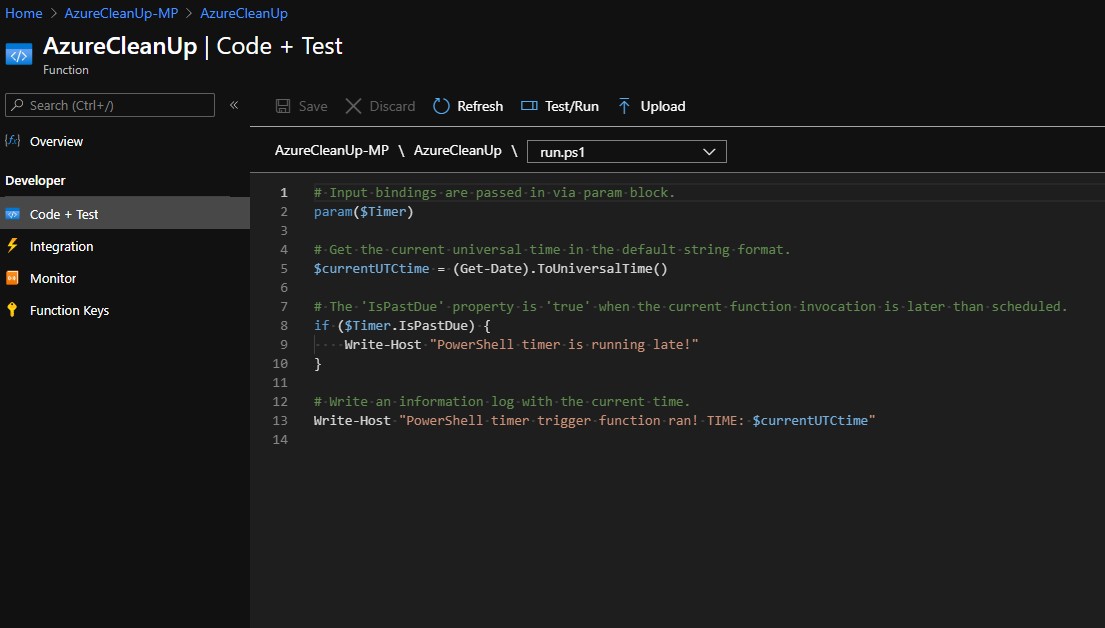 Home > AzureCleanUp-MP > AzureCleanUp
AzureCleanUp | Code + Test
Function
Search (Ctrl+/)
«
Save
Discard
Refresh
Test/Run
Upload
Overview
Developer
Code + Test
Integration
Monitor
Function Keys
AzureCleanUp-MP \ AzureCleanUp \ run.ps1
1 # Input bindings are passed in via param block.
2 param($Timer)
3
4 # Get the current universal time in the default string format.
5 $currentUTCtime = (Get-Date).ToUniversalTime()
6
7 # The 'IsPastDue' property is 'true' when the current function invocation is later than scheduled.
8 if ($Timer.IsPastDue) {
9     Write-Host "PowerShell timer is running late!"
10 }
11
12 # Write an information log with the current time.
13 Write-Host "PowerShell timer trigger function ran! TIME: $currentUTCtime"
14